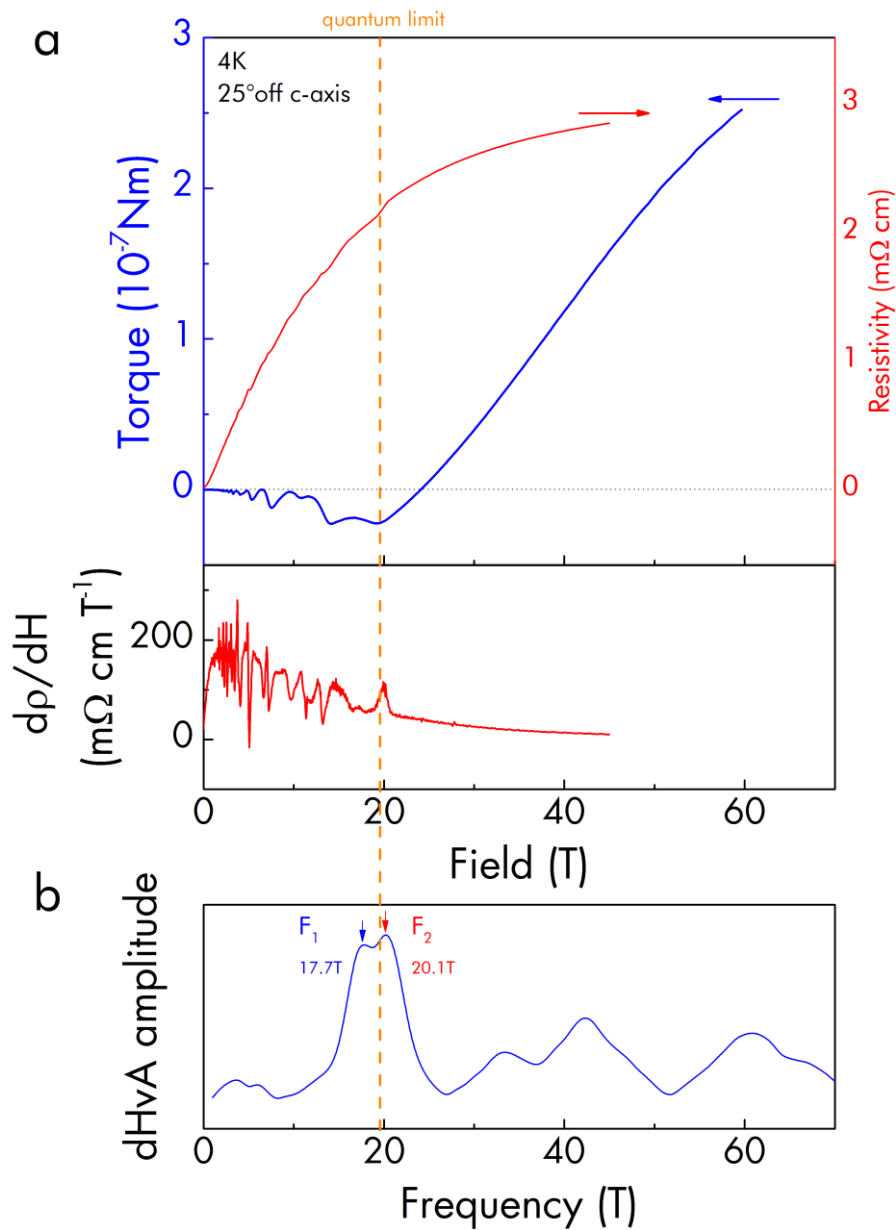 quantum limit
a
4K
25°off c-axis
Torque (10⁻⁷Nm)
3
2
1
0
Resistivity (mΩ cm)
3
2
1
0
dρ/dH
(mΩ cm T⁻¹)
200
0
0 20 40 60
Field (T)
b
dHvA amplitude
F₁
17.7T
F₂
20.1T
0 20 40 60
Frequency (T)